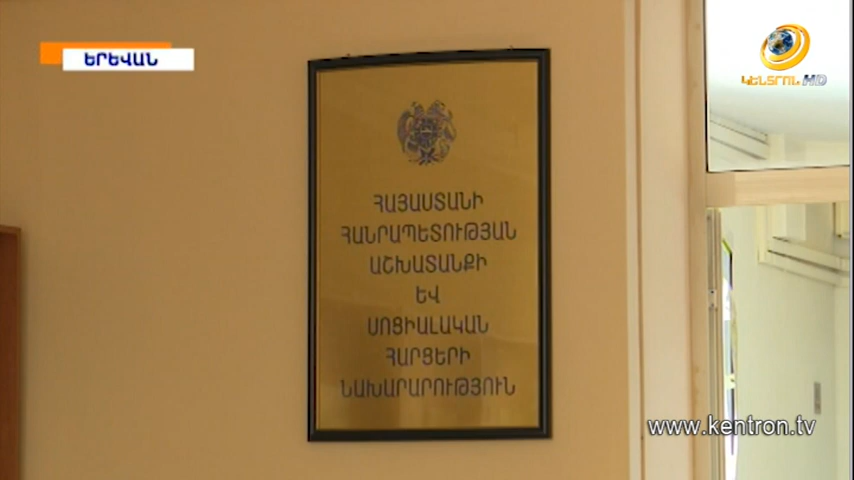 ԵՐԵՎԱՆ
ԿԵՆՏՐՈՆ HD
ՀԱՅԱՍՏԱՆԻ
ՀԱՆՐԱՊԵՏՈՒԹՅԱՆ
ԱՇԽԱՏԱՆՔԻ
ԵՎ
ՍՈՑԻԱԼԱԿԱՆ
ՀԱՐՑԵՐԻ
ՆԱԽԱՐԱՐՈՒԹՅՈՒՆ
www.kentron.tv